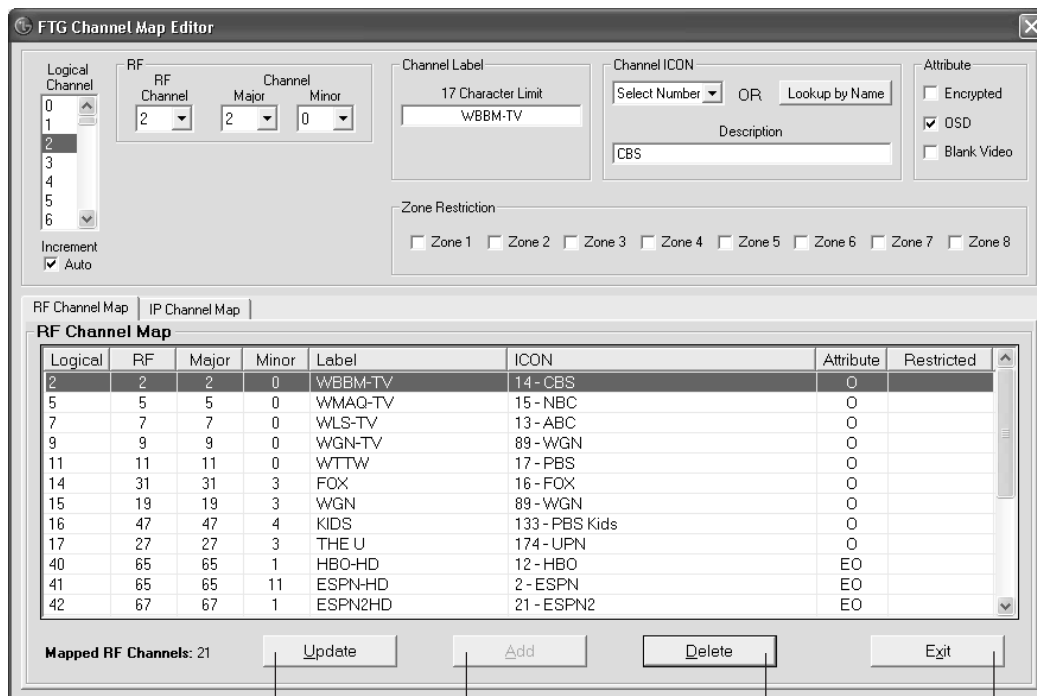 FTG Channel Map Editor
Logical Channel
0
1
2
3
4
5
6
Increment
Auto
RF
RF Channel
Channel
Major
Minor
2
2
0
Channel Label
17 Character Limit
WBBM-TV
Channel ICON
Select Number
OR
Lookup by Name
Description
CBS
Attribute
Encrypted
OSD
Blank Video
Zone Restriction
Zone 1 Zone 2 Zone 3 Zone 4 Zone 5 Zone 6 Zone 7 Zone 8
RF Channel Map IP Channel Map
RF Channel Map
Logical RF Major Minor Label ICON Attribute Restricted
2 2 2 0 WBBM-TV 14 - CBS O
5 5 5 0 WMAQ-TV 15 - NBC O
7 7 7 0 WLS-TV 13 - ABC O
9 9 9 0 WGN-TV 89 - WGN O
11 11 11 0 WTTW 17 - PBS O
14 31 31 3 FOX 16 - FOX O
15 19 19 3 WGN 89 - WGN O
16 47 47 4 KIDS 133 - PBS Kids O
17 27 27 3 THE U 174 - UPN O
40 65 65 1 HBO-HD 12 - HBO EO
41 65 65 11 ESPN-HD 2 - ESPN EO
42 67 67 1 ESPN2HD 21 - ESPN2 EO
Mapped RF Channels: 21
Update Add Delete Exit